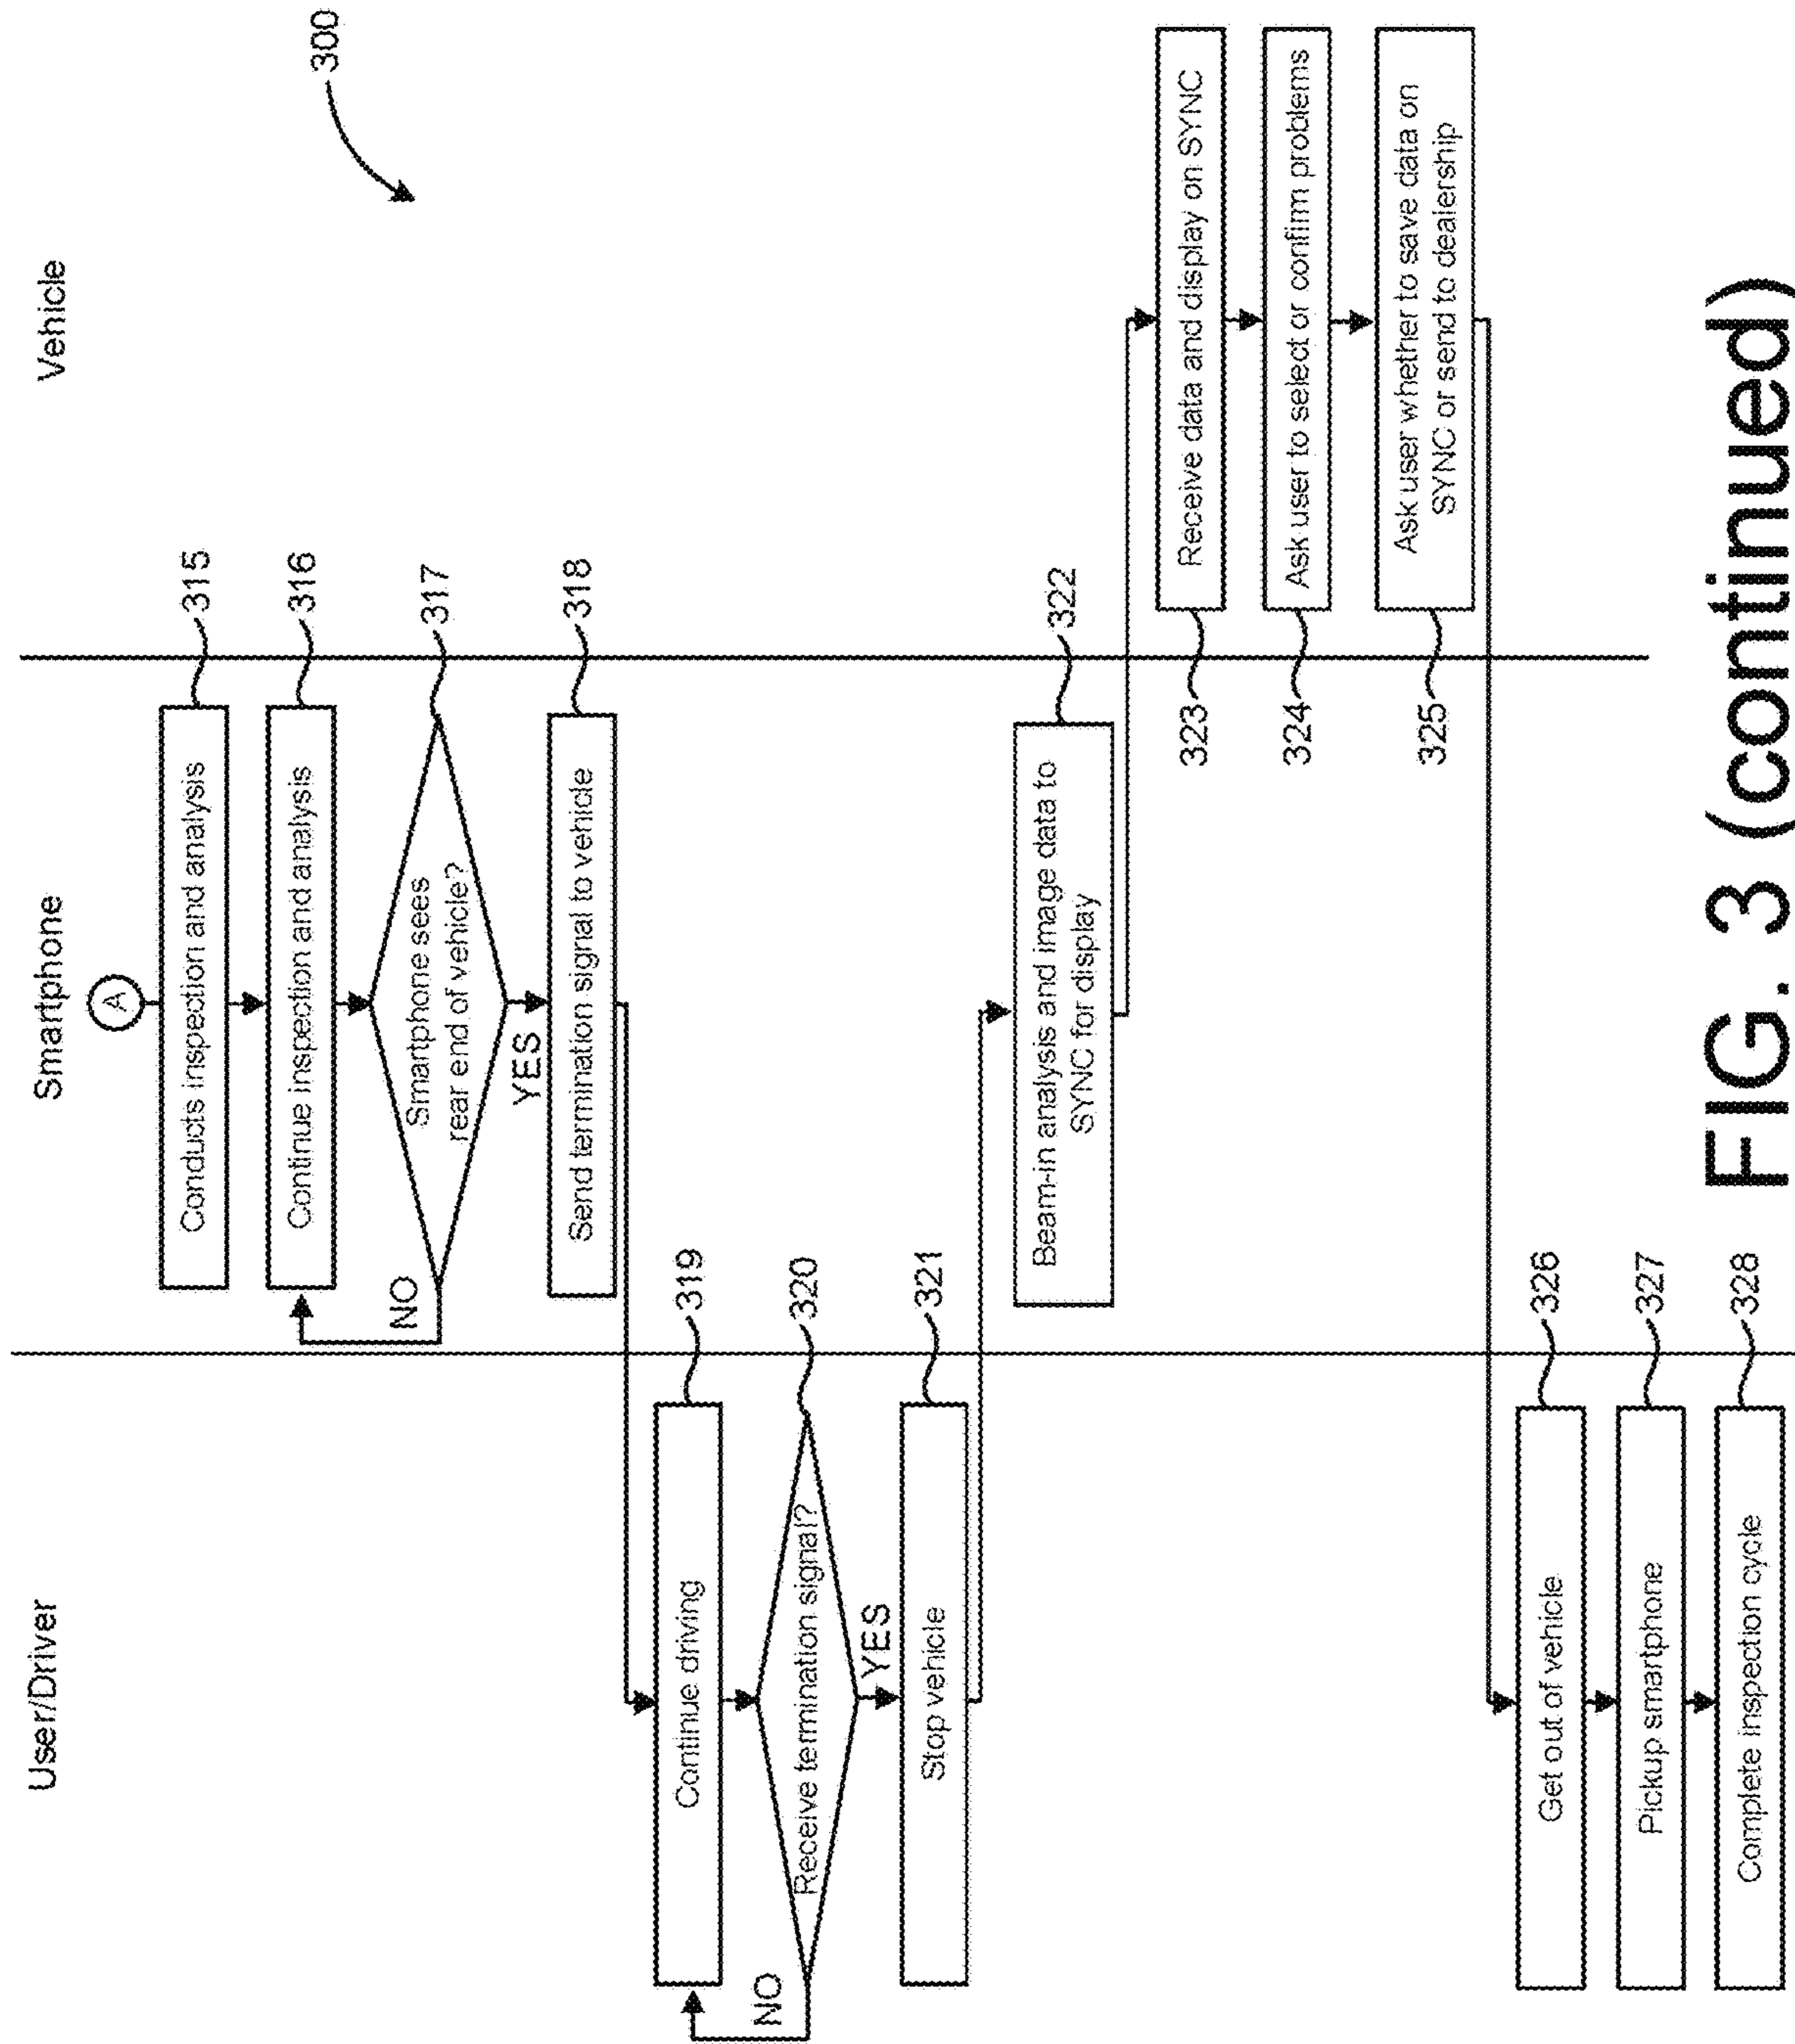 User/Driver
Smartphone
Vehicle
300
A
Conducts inspection and analysis
315
Continue inspection and analysis
316
Smartphone sees
rear end of vehicle?
317
NO
YES
Send termination signal to vehicle
318
Continue driving
319
Receive termination signal?
320
NO
YES
Stop vehicle
321
Beam-in analysis and image data to
SYNC for display
322
Receive data and display on SYNC
323
Ask user to select or confirm problems
324
Ask user whether to save data on
SYNC or send to dealership
325
Get out of vehicle
326
Pickup smartphone
327
Complete inspection cycle
328
FIG. 3 (continued)